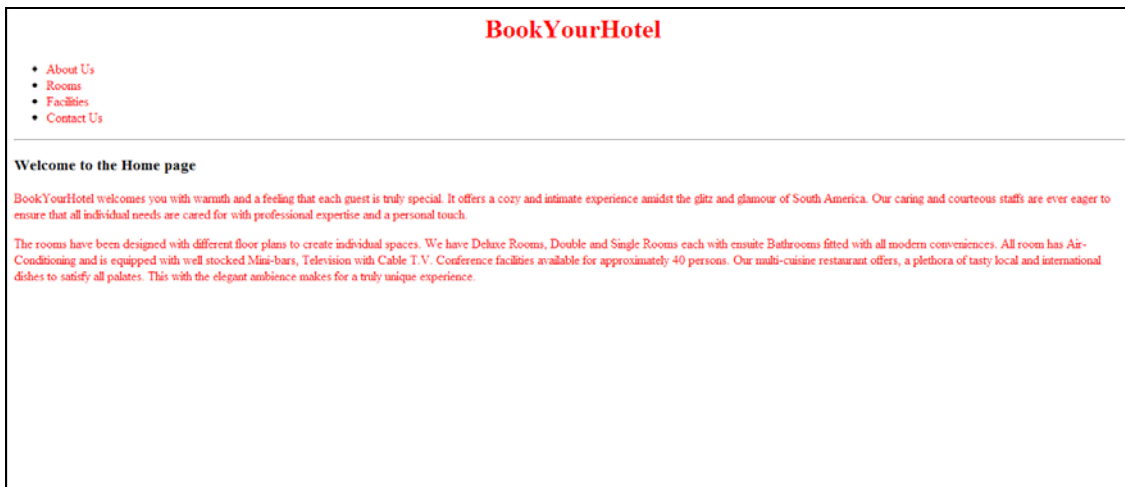 BookYourHotel
About Us
Rooms
Facilities
Contact Us
Welcome to the Home page
BookYourHotel welcomes you with warmth and a feeling that each guest is truly special. It offers a cozy and intimate experience amidst the glitz and glamour of South America. Our caring and courteous staffs are ever eager to
ensure that all individual needs are cared for with professional expertise and a personal touch.
The rooms have been designed with different floor plans to create individual spaces. We have Deluxe Rooms, Double and Single Rooms each with ensuite Bathrooms fitted with all modern conveniences. All room has Air-
Conditioning and is equipped with well stocked Mini-bars, Television with Cable T.V. Conference facilities available for approximately 40 persons. Our multi-cuisine restaurant offers, a plethora of tasty local and international
dishes to satisfy all palates. This with the elegant ambience makes for a truly unique experience.